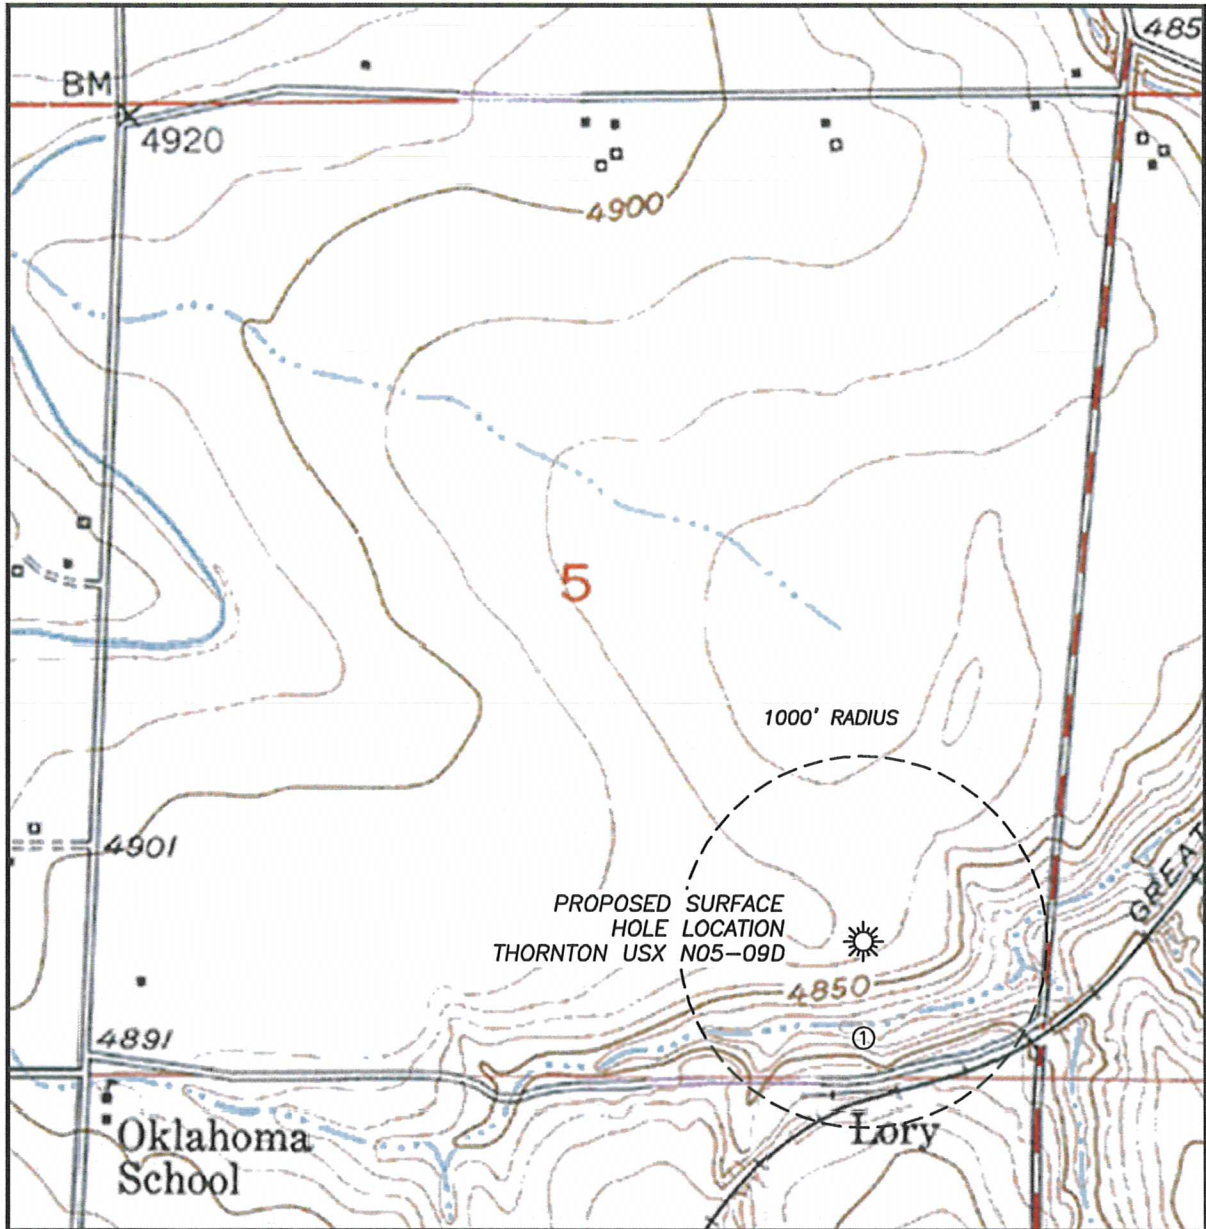 485
BM
4920
4900
5
1000' RADIUS
4901
GREAT
PROPOSED SURFACE
HOLE LOCATION
THORNTON USX N05-09D
4850
4891
1
Lory
Oklahoma
School